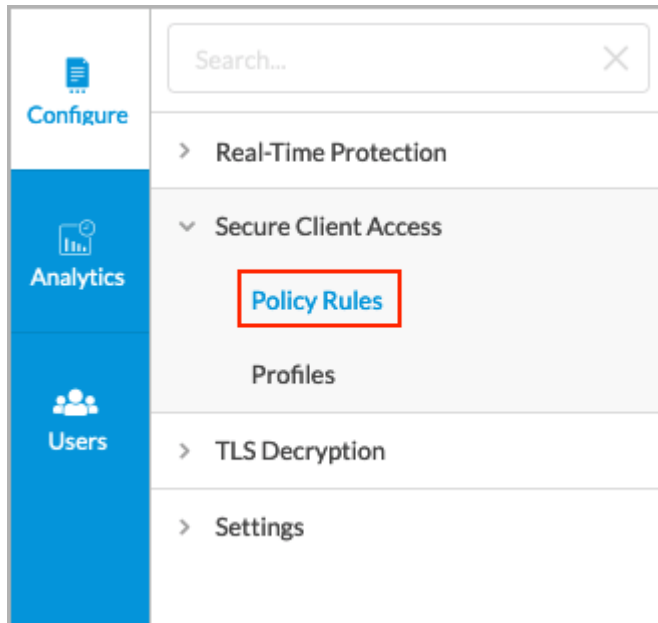 Configure
Analytics
Users
Search...
Real-Time Protection
Secure Client Access
Policy Rules
Profiles
TLS Decryption
Settings